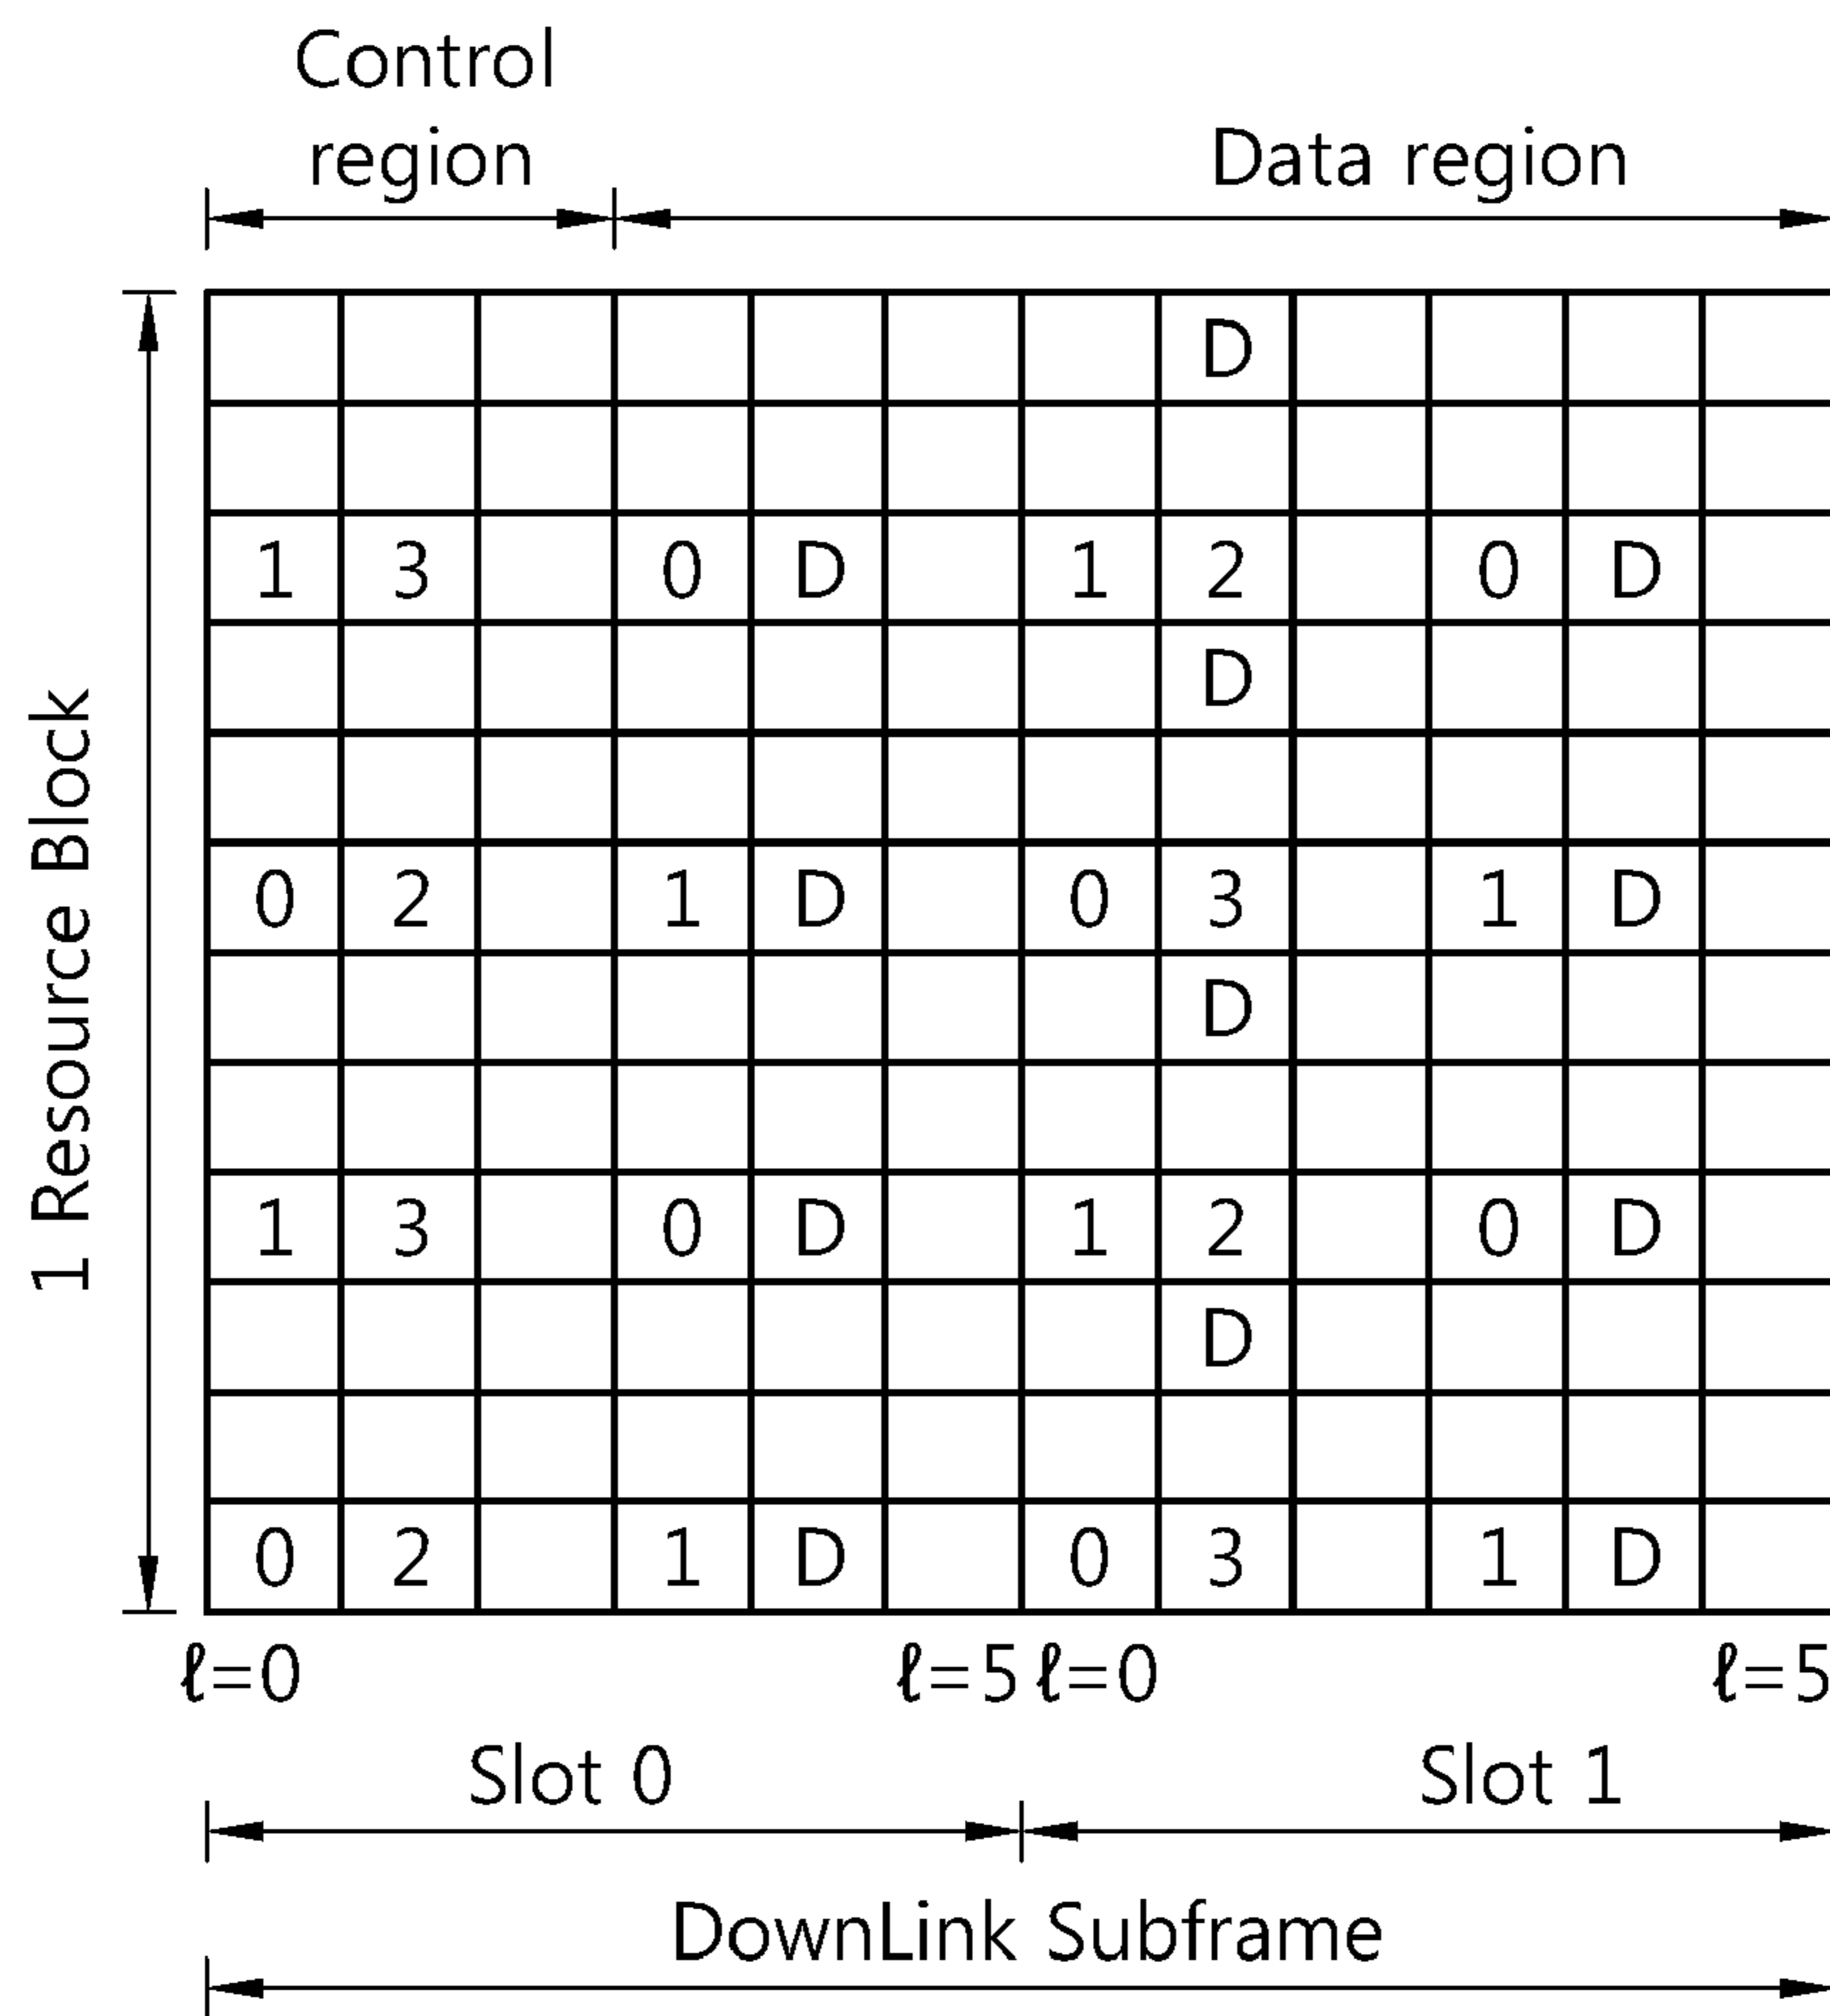 Control
region
Data region
1 Resource Block
D
1 3 0 D 1 2 0 D
D
0 2 1 D 0 3 1 D
D
1 3 0 D 1 2 0 D
D
0 2 1 D 0 3 1 D
ℓ=0 ℓ=5 ℓ=0 ℓ=5
Slot 0 Slot 1
DownLink Subframe